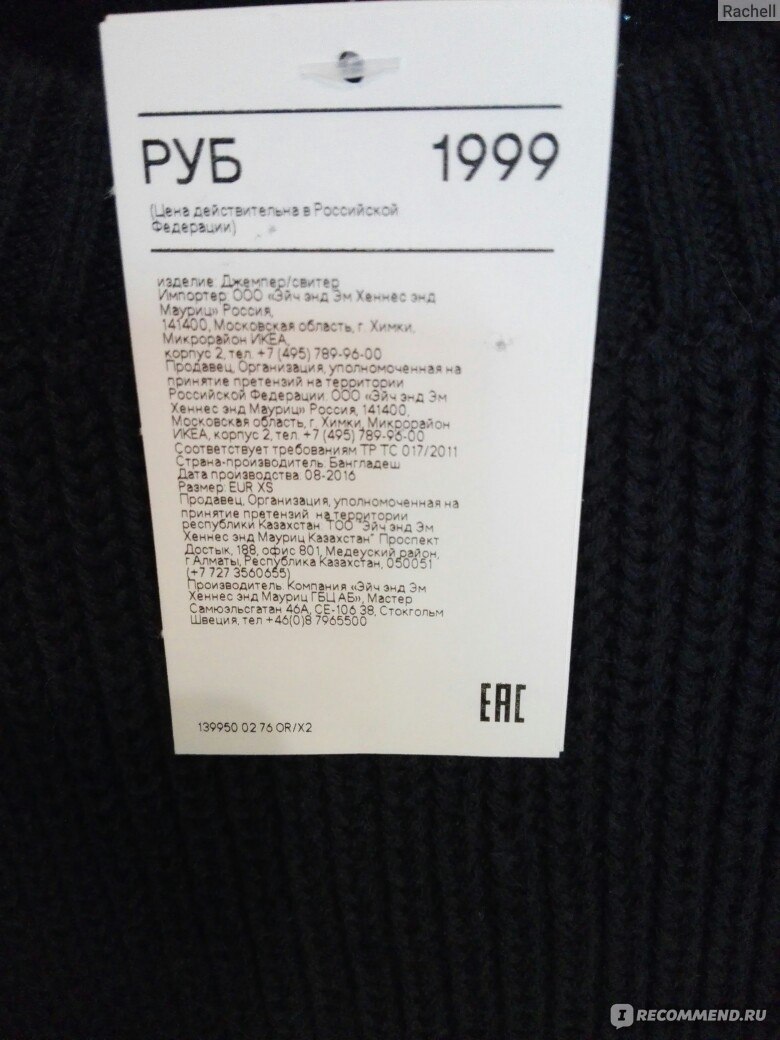 Rachell
РУБ 1999
(Цена действительна в Российской
Федерации)
изделие: Джемпер/свитер
Импортер: ООО «Эйч энд Эм Хеннес энд
Мауриц» Россия,
141400, Московская область, г. Химки,
Микрорайон ИКЕА,
корпус 2, тел. +7 (495) 789-96-00
Продавец, Организация, уполномоченная на
принятие претензий на территории
Российской Федерации: ООО «Эйч энд Эм
Хеннес энд Мауриц» Россия, 141400,
Московская область, г. Химки, Микрорайон
ИКЕА, корпус 2, тел. +7 (495) 789-96-00
Соответствует требованиям ТР ТС 017/2011
Страна-производитель: Бангладеш
Дата производства: 08-2016
Размер: EUR XS
Продавец, Организация, уполномоченная на
принятие претензий на территории
республики Казахстан: ТОО "Эйч энд Эм
Хеннес энд Мауриц Казахстан" Проспект
Достык, 188, офис 801, Медеуский район,
г.Алматы, Республика Казахстан, 050051
(+7 727 3560655)
Производитель: Компания «Эйч энд Эм
Хеннес энд Мауриц ГБЦ АБ», Мастер
Самюэльсгатан 46А, СЕ-106 38, Стокгольм
Швеция, тел +46(0)8 7965500
EAC
139950 02 76 OR/X2
IRECOMMEND.RU